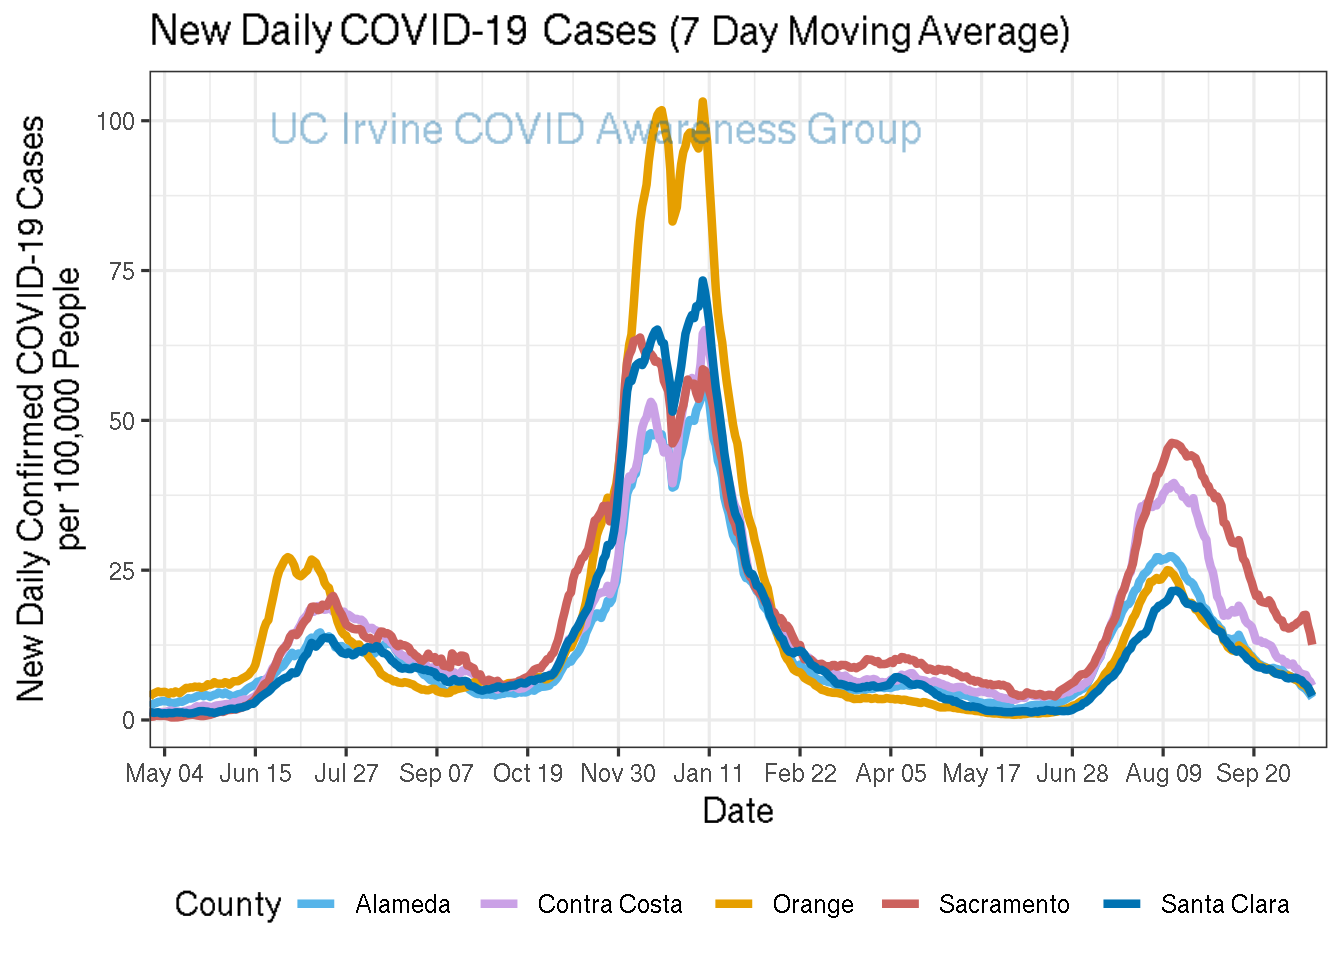 New Daily COVID-19 Cases (7 Day Moving Average)
UC Irvine COVID Awareness Group
New Daily Confirmed COVID-19 Cases
per 100,000 People
100
75
50
25
0
May 04 Jun 15 Jul 27 Sep 07 Oct 19 Nov 30 Jan 11 Feb 22 Apr 05 May 17 Jun 28 Aug 09 Sep 20
Date
County Alameda Contra Costa Orange Sacramento Santa Clara